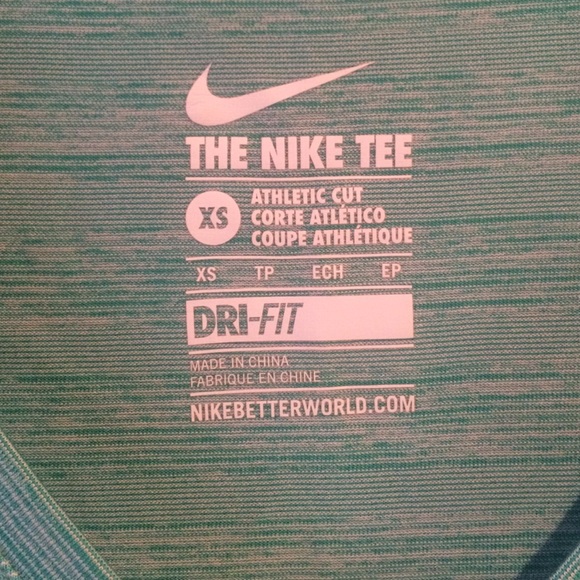 THE NIKE TEE
XS
ATHLETIC CUT
CORTE ATLÉTICO
COUPE ATHLÉTIQUE
XS TP ECH EP
DRI-FIT
MADE IN CHINA
FABRIQUE EN CHINE
NIKEBETTERWORLD.COM